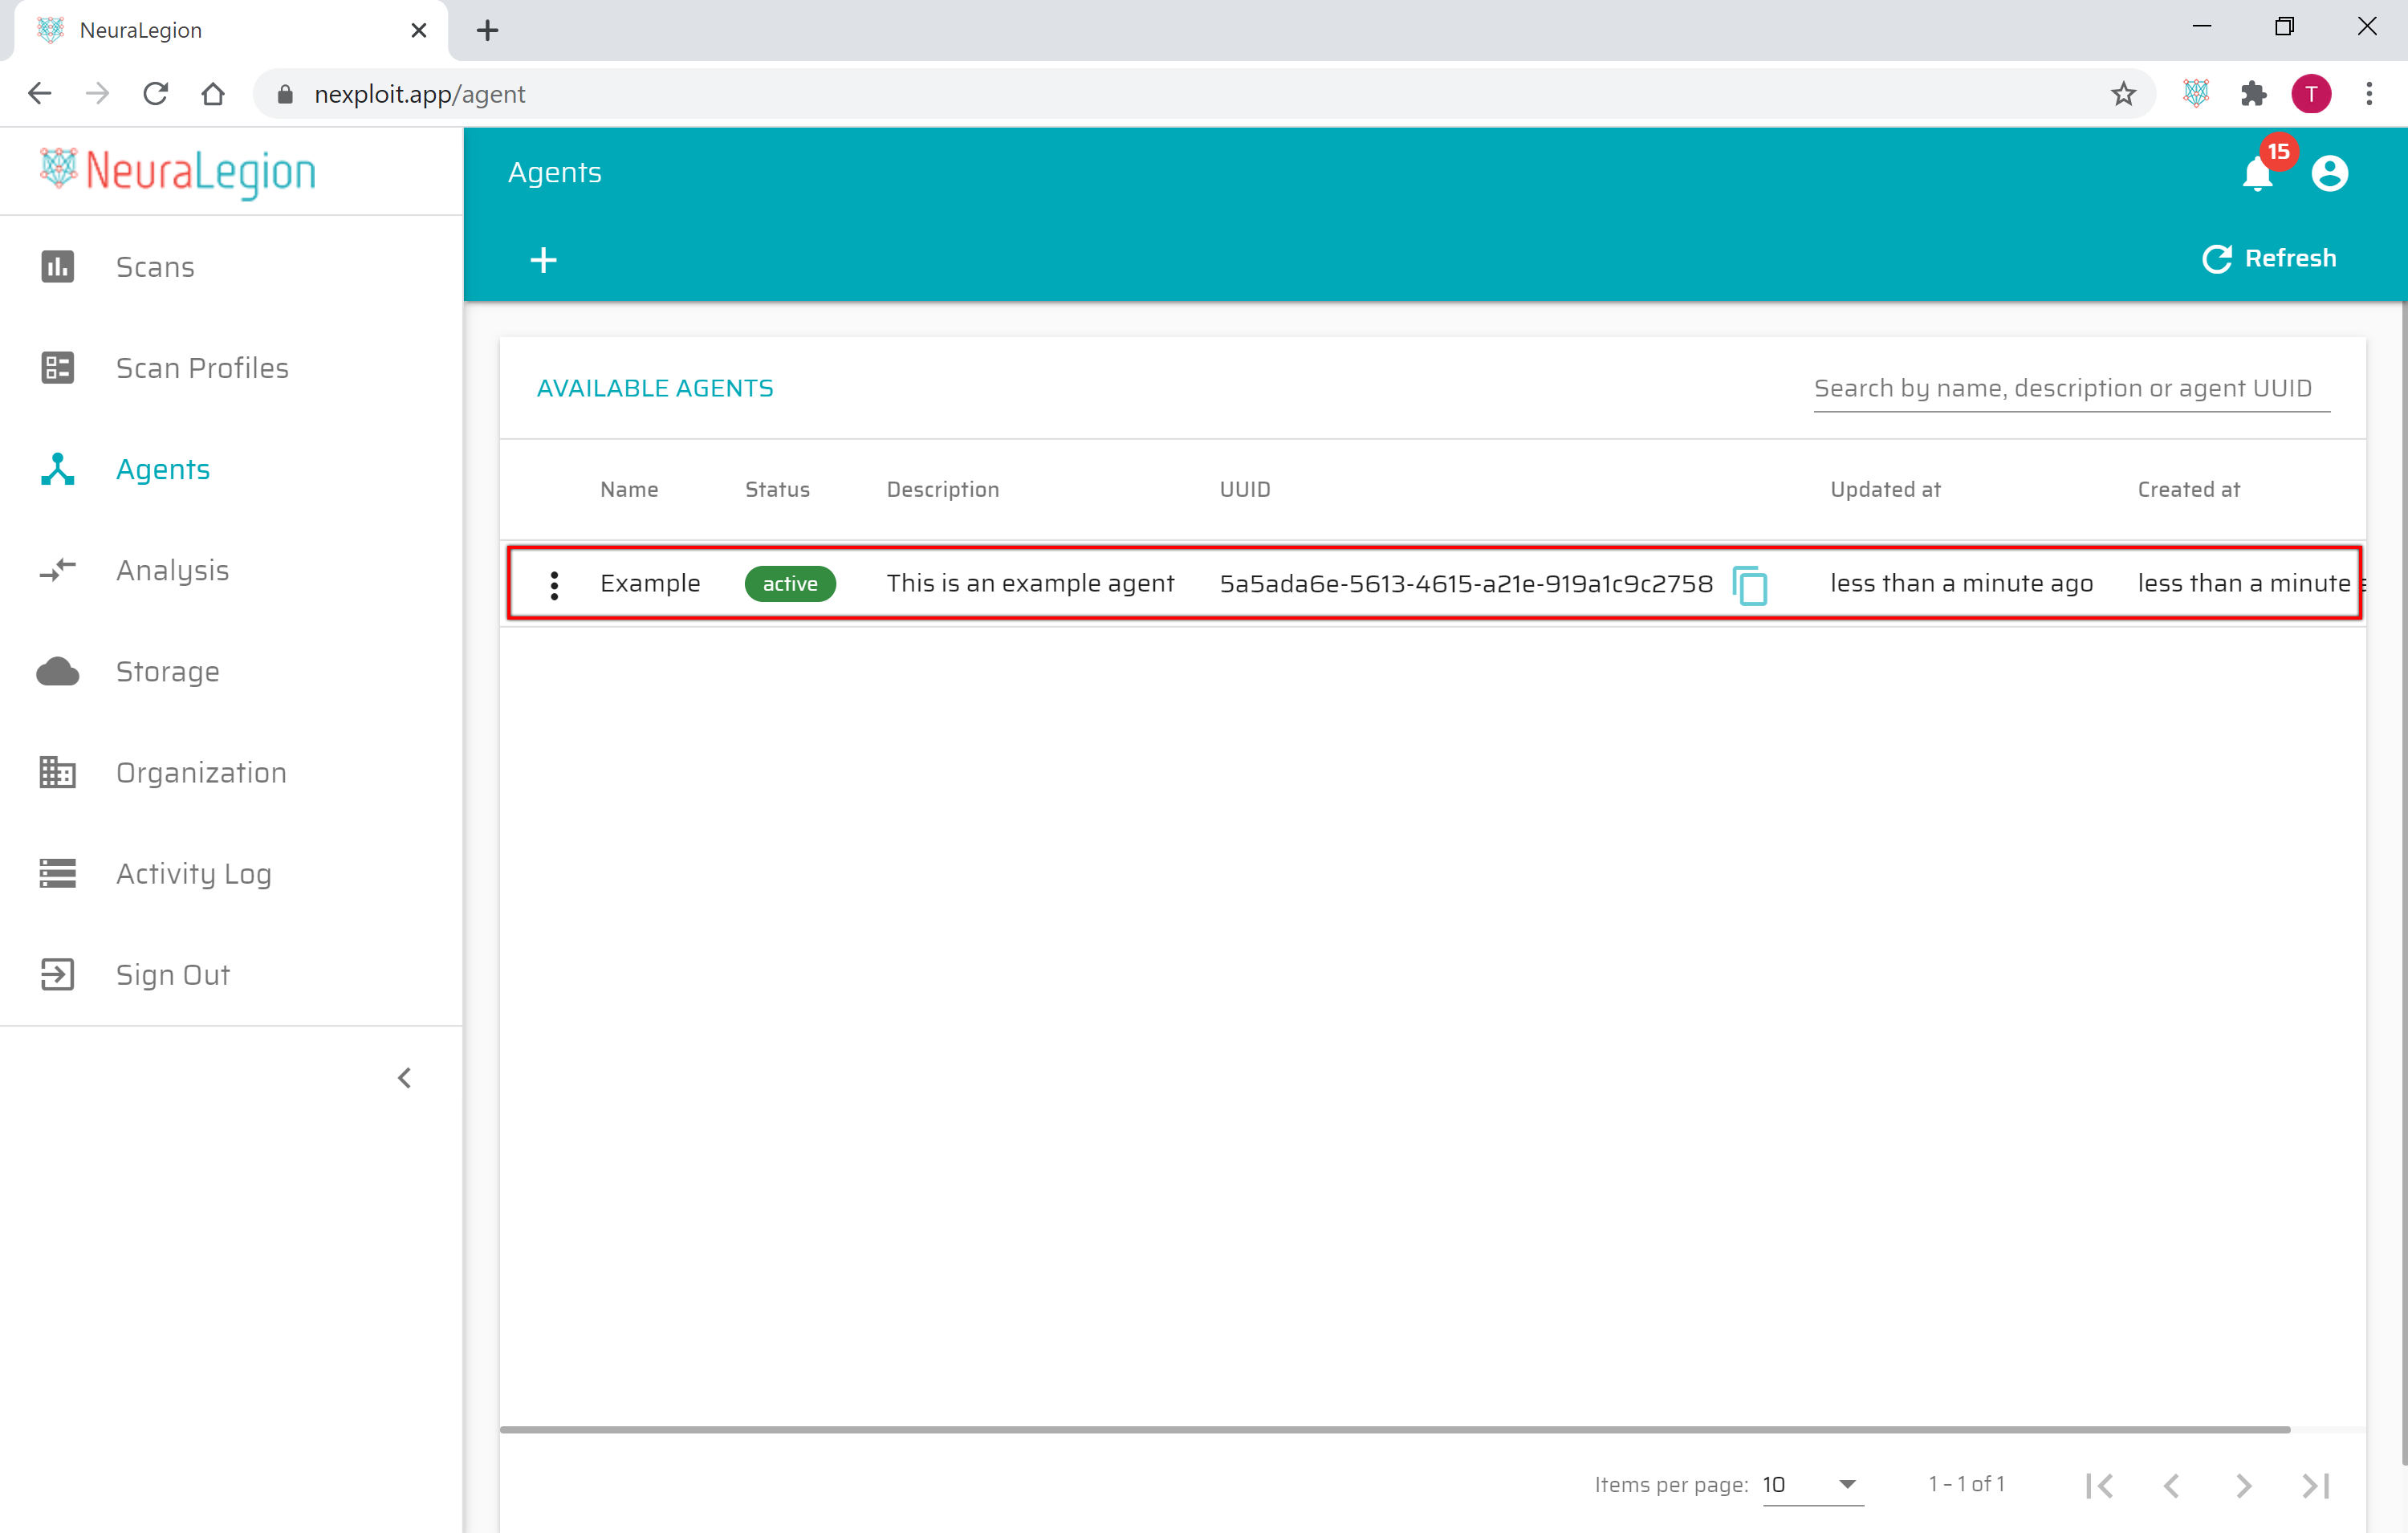 NeuraLegion
nexploit.app/agent
T
NeuraLegion
Agents
15
Refresh
Scans
Scan Profiles
Agents
Analysis
Storage
Organization
Activity Log
Sign Out
AVAILABLE AGENTS
Search by name, description or agent UUID
Name Status Description UUID Updated at Created at
Example active This is an example agent 5a5ada6e-5613-4615-a21e-919a1c9c2758 less than a minute ago less than a minute
Items per page: 10 1 - 1 of 1